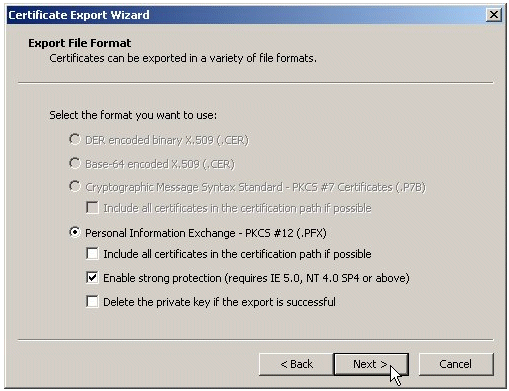 Certificate Export Wizard
Export File Format
Certificates can be exported in a variety of file formats.
Select the format you want to use:
DER encoded binary X.509 (.CER)
Base-64 encoded X.509 (.CER)
Cryptographic Message Syntax Standard - PKCS #7 Certificates (.P7B)
Include all certificates in the certification path if possible
Personal Information Exchange - PKCS #12 (.PFX)
Include all certificates in the certification path if possible
Enable strong protection (requires IE 5.0, NT 4.0 SP4 or above)
Delete the private key if the export is successful
< Back
Next >
Cancel